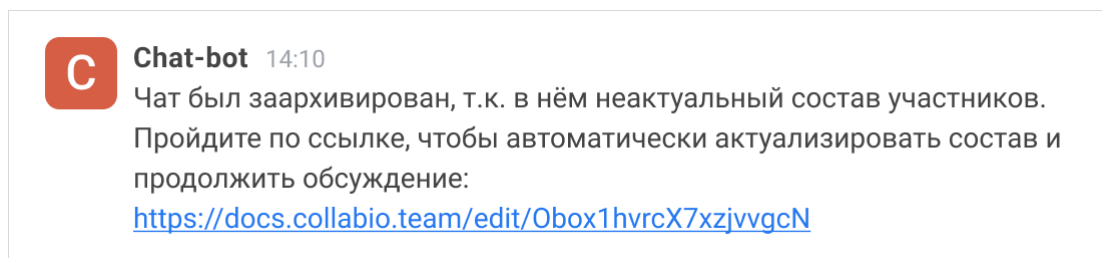 C
Chat-bot 14:10
Чат был заархивирован, т.к. в нём неактуальный состав участников.
Пройдите по ссылке, чтобы автоматически актуализировать состав и
продолжить обсуждение:
https://docs.collabio.team/edit/Obox1hvrcX7xzjvvgcN